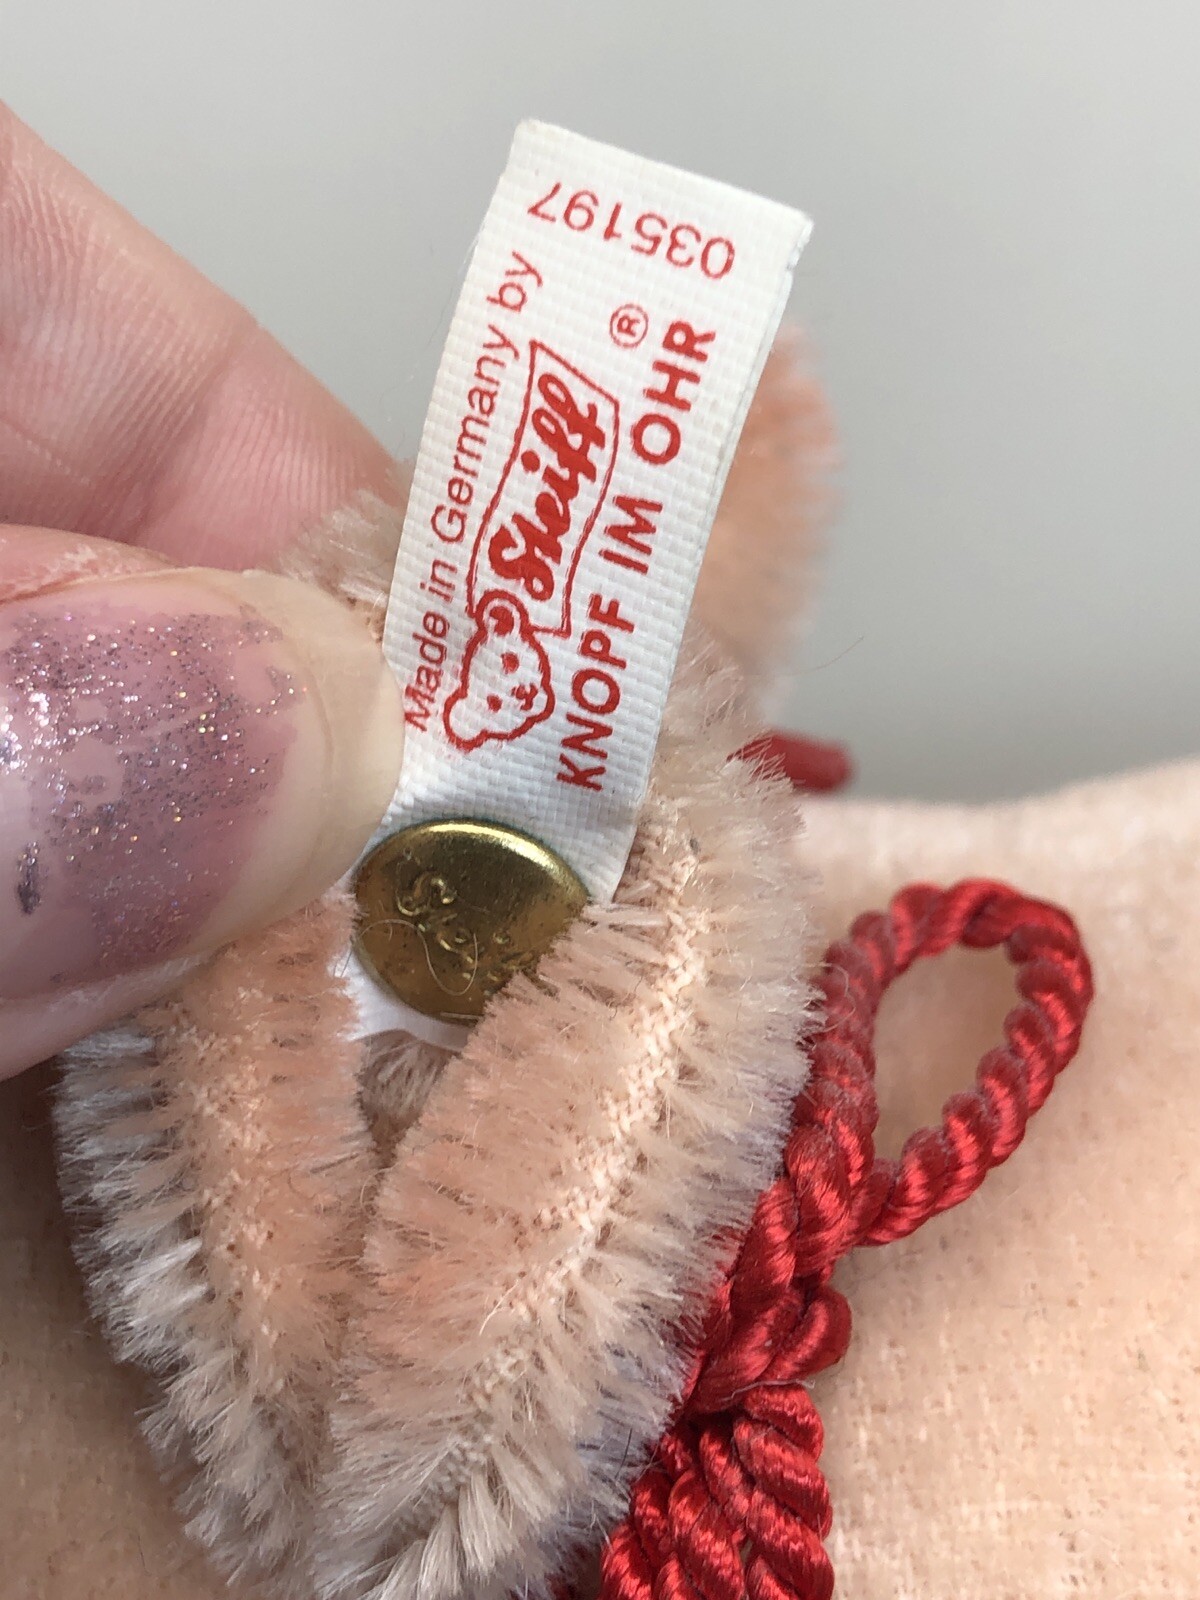 035197
Made in Germany by
Steiff
KNOPF IM OHR ®